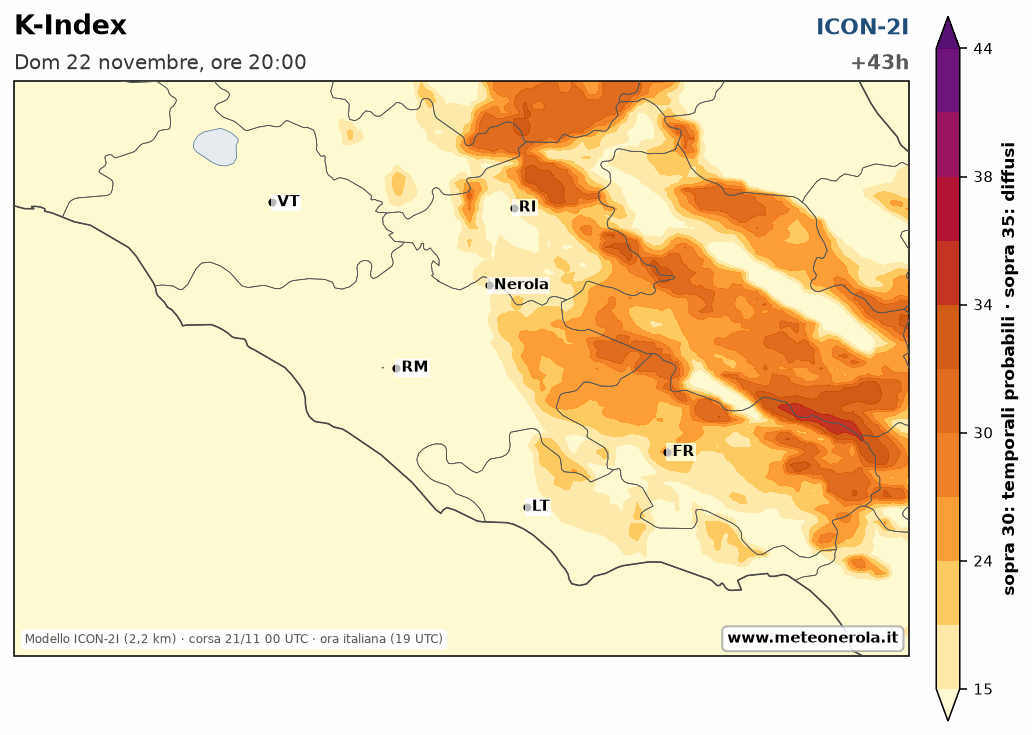 K-Index
ICON-2I
Dom 22 novembre, ore 20:00
+43h
VT
RI
Nerola
RM
FR
LT
Modello ICON-2I (2,2 km) · corsa 21/11 00 UTC · ora italiana (19 UTC)
www.meteonerola.it
44
38
34
30
24
15
sopra 30: temporali probabili · sopra 35: diffusi